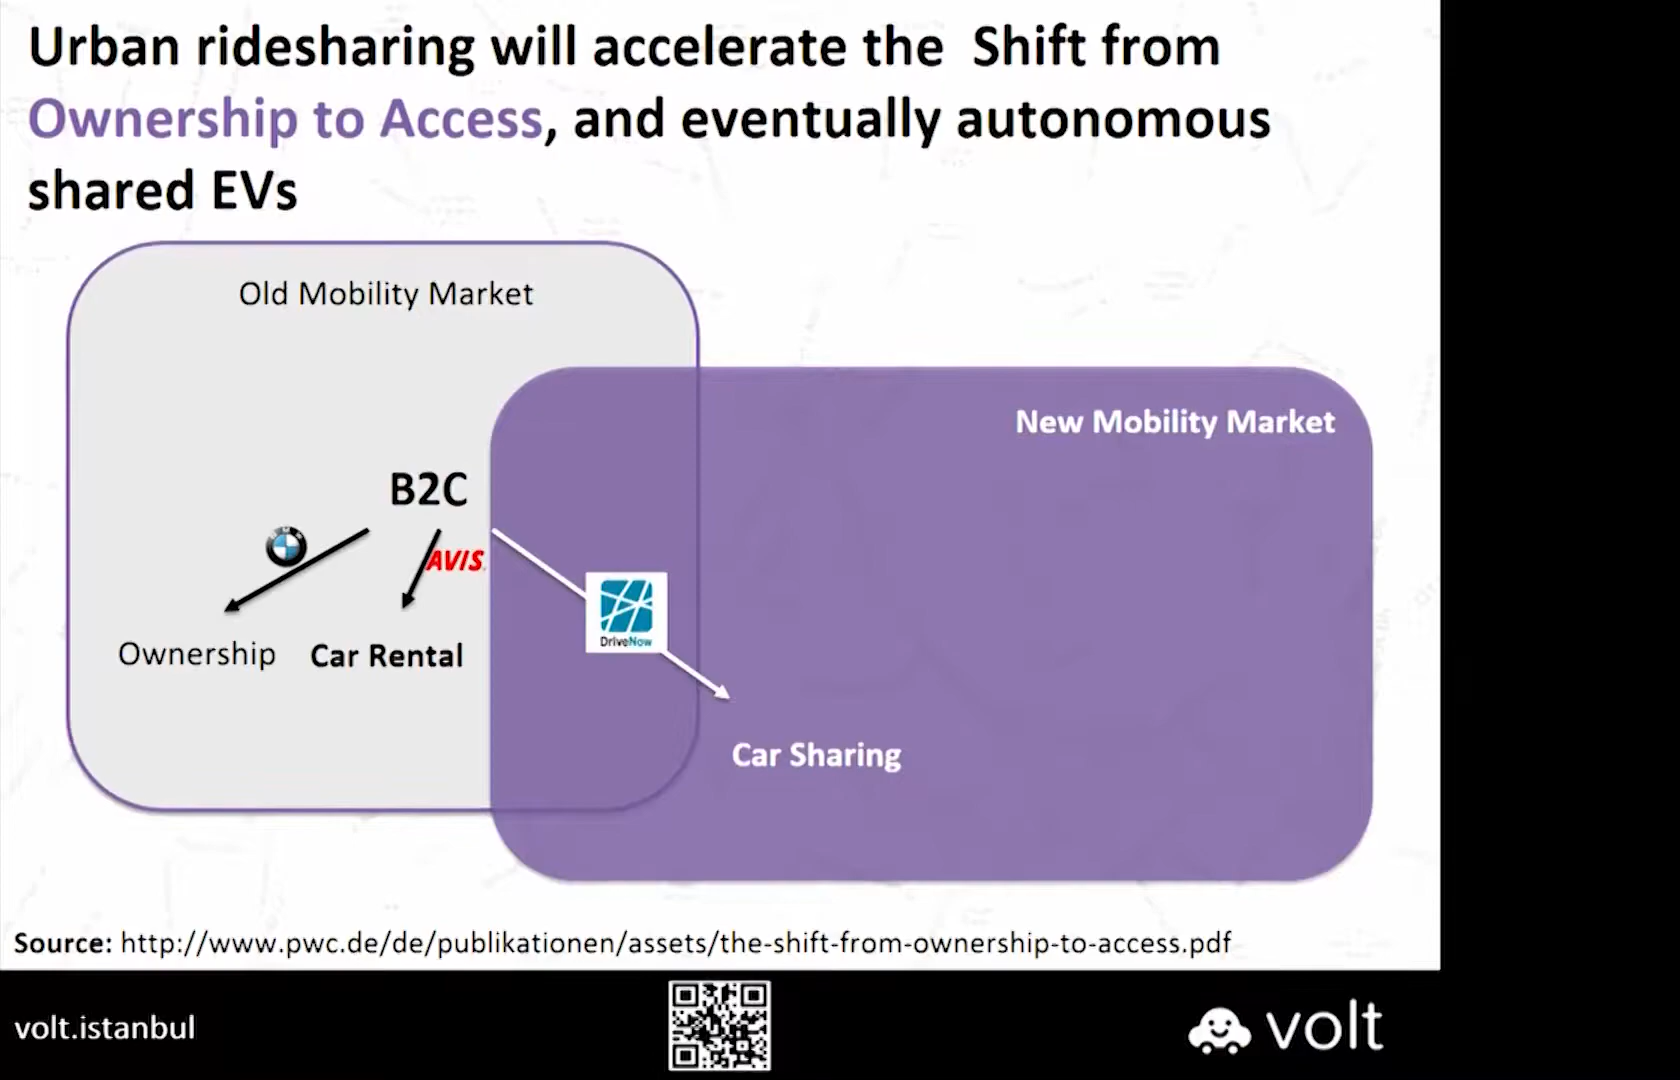 Urban ridesharing will accelerate the Shift from
Ownership to Access, and eventually autonomous
shared EVs
Old Mobility Market
New Mobility Market
B2C
AVIS
DriveNow
Ownership
Car Rental
Car Sharing
Source: http://www.pwc.de/de/publikationen/assets/the-shift-from-ownership-to-access.pdf
volt.istanbul
volt